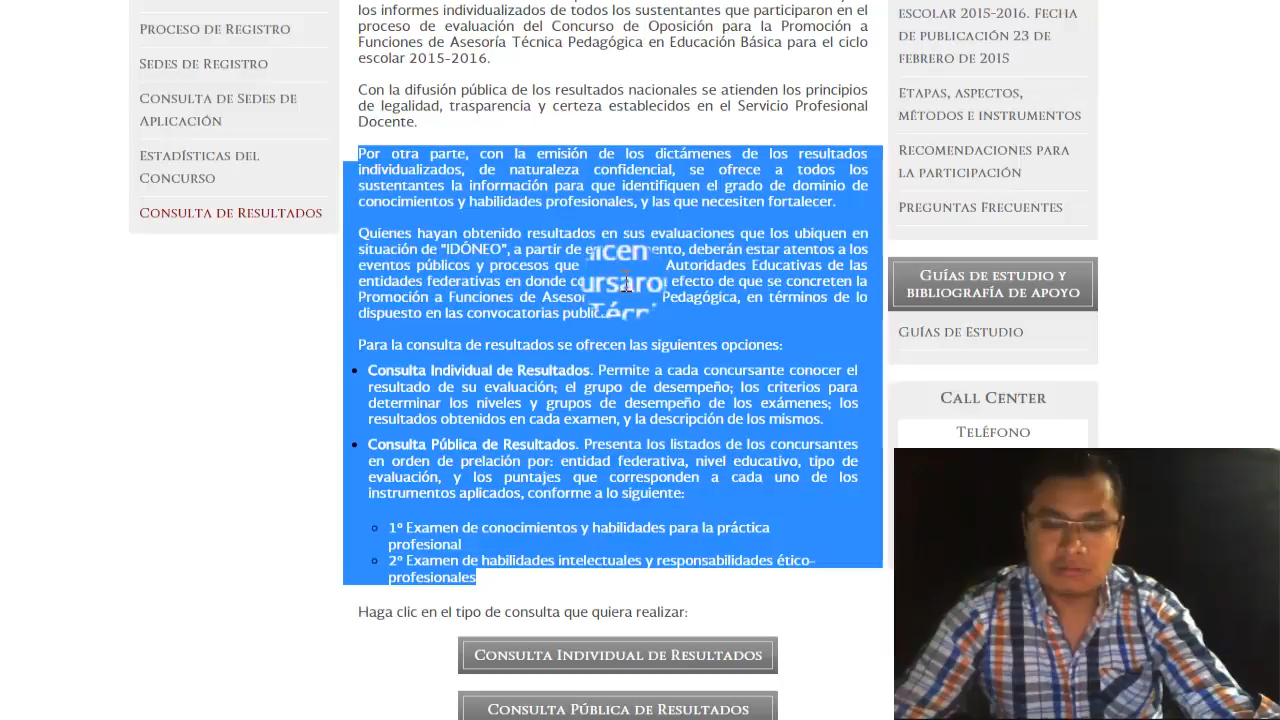 PROCESO DE REGISTRO
SEDES DE REGISTRO
CONSULTA DE SEDES DE
APLICACIÓN
ESTADÍSTICAS DEL
CONCURSO
CONSULTA DE RESULTADOS
los informes individualizados de todos los sustentantes que participaron en el
proceso de evaluación del Concurso de Oposición para la Promoción a
Funciones de Asesoría Técnica Pedagógica en Educación Básica para el ciclo
escolar 2015-2016.
Con la difusión pública de los resultados nacionales se atienden los principios
de legalidad, trasparencia y certeza establecidos en el Servicio Profesional
Docente.
Por otra parte, con la emisión de los dictámenes de los resultados
individualizados, de naturaleza confidencial, se ofrece a todos los
sustentantes la información para que identifiquen el grado de dominio de
conocimientos y habilidades profesionales, y las que necesiten fortalecer.
Quienes hayan obtenido resultados en sus evaluaciones que los ubiquen en
situación de "IDÓNEO", a partir de deberán estar atentos a los
eventos públicos y procesos que Autoridades Educativas de las
entidades federativas en donde efecto de que se concreten la
Promoción a Funciones de Pedagógica, en términos de lo
dispuesto en las convocatorias
Para la consulta de resultados se ofrecen las siguientes opciones:
Consulta Individual de Resultados. Permite a cada concursante conocer el
resultado de su evaluación; el grupo de desempeño; los criterios para
determinar los niveles y grupos de desempeño de los exámenes; los
resultados obtenidos en cada examen, y la descripción de los mismos.
Consulta Pública de Resultados. Presenta los listados de los concursantes
en orden de prelación por: entidad federativa, nivel educativo, tipo de
evaluación, y los puntajes que corresponden a cada uno de los
instrumentos aplicados, conforme a lo siguiente:
1º Examen de conocimientos y habilidades para la práctica
profesional
2º Examen de habilidades intelectuales y responsabilidades ético-
profesionales
Haga clic en el tipo de consulta que quiera realizar:
CONSULTA INDIVIDUAL DE RESULTADOS
CONSULTA PÚBLICA DE RESULTADOS
ESCOLAR 2015-2016. FECHA
DE PUBLICACIÓN 23 DE
FEBRERO DE 2015
ETAPAS, ASPECTOS,
MÉTODOS E INSTRUMENTOS
RECOMENDACIONES PARA
LA PARTICIPACIÓN
PREGUNTAS FRECUENTES
GUÍAS DE ESTUDIO Y
BIBLIOGRAFÍA DE APOYO
GUÍAS DE ESTUDIO
CALL CENTER
TELÉFONO